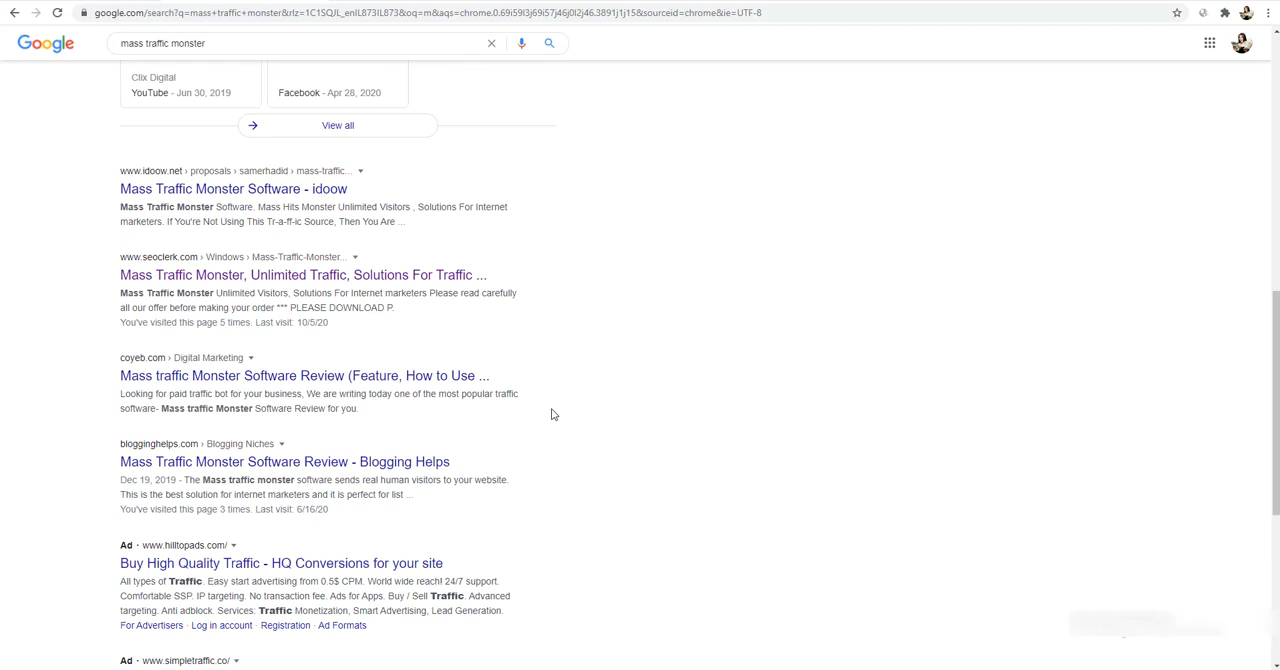 google.com/search?q=mass+traffic+monster&rlz=1C1SQJL_enIL873IL873&oq=m&aqs=chrome.0.69i59l3j69i57j46j0l2j46.3891j1j15&sourceid=chrome&ie=UTF-8
Google
mass traffic monster
Clix Digital
YouTube - Jun 30, 2019
Facebook - Apr 28, 2020
View all
www.idoow.net › proposals › samerhadid › mass-traffic...
Mass Traffic Monster Software - idoow
Mass Traffic Monster Software. Mass Hits Monster Unlimited Visitors , Solutions For Internet
marketers. If You're Not Using This Tr-a-ff-ic Source, Then You Are ...
www.seoclerk.com › Windows › Mass-Traffic-Monster...
Mass Traffic Monster, Unlimited Traffic, Solutions For Traffic ...
Mass Traffic Monster Unlimited Visitors, Solutions For Internet marketers Please read carefully
all our offer before making your order *** PLEASE DOWNLOAD P.
You've visited this page 5 times. Last visit: 10/5/20
coyeb.com › Digital Marketing
Mass traffic Monster Software Review (Feature, How to Use ...
Looking for paid traffic bot for your business, We are writing today one of the most popular traffic
software- Mass traffic Monster Software Review for you.
blogginghelps.com › Blogging Niches
Mass Traffic Monster Software Review - Blogging Helps
Dec 19, 2019 - The Mass traffic monster software sends real human visitors to your website.
This is the best solution for internet marketers and it is perfect for list ...
You've visited this page 3 times. Last visit: 6/16/20
Ad · www.hilltopads.com/
Buy High Quality Traffic - HQ Conversions for your site
All types of Traffic. Easy start advertising from 0.5$ CPM. World wide reach! 24/7 support.
Comfortable SSP. IP targeting. No transaction fee. Ads for Apps. Buy / Sell Traffic. Advanced
targeting. Anti adblock. Services: Traffic Monetization, Smart Advertising, Lead Generation.
For Advertisers · Log in account · Registration · Ad Formats
Ad · www.simpletraffic.co/